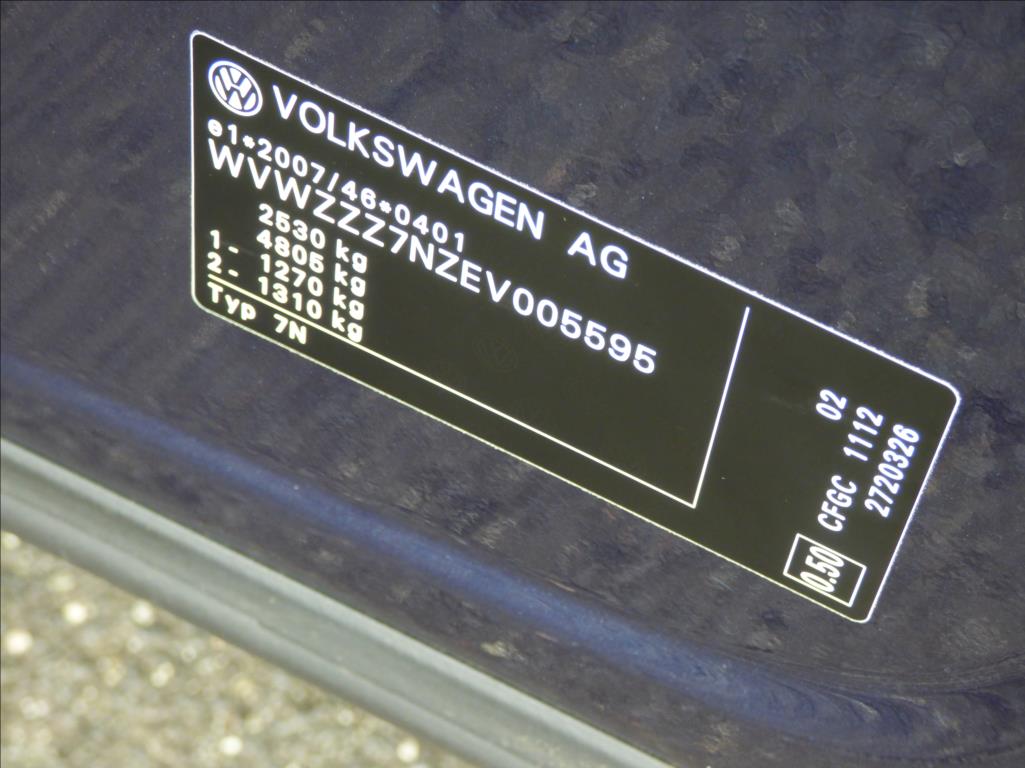 VOLKSWAGEN AG
e1*2007/46*0401
WVWZZZ7NZEV005595
2530 kg
4805 kg
1- 1270 kg
2- 1310 kg
Typ 7N
02
CFGC 1112
2720326
0.50